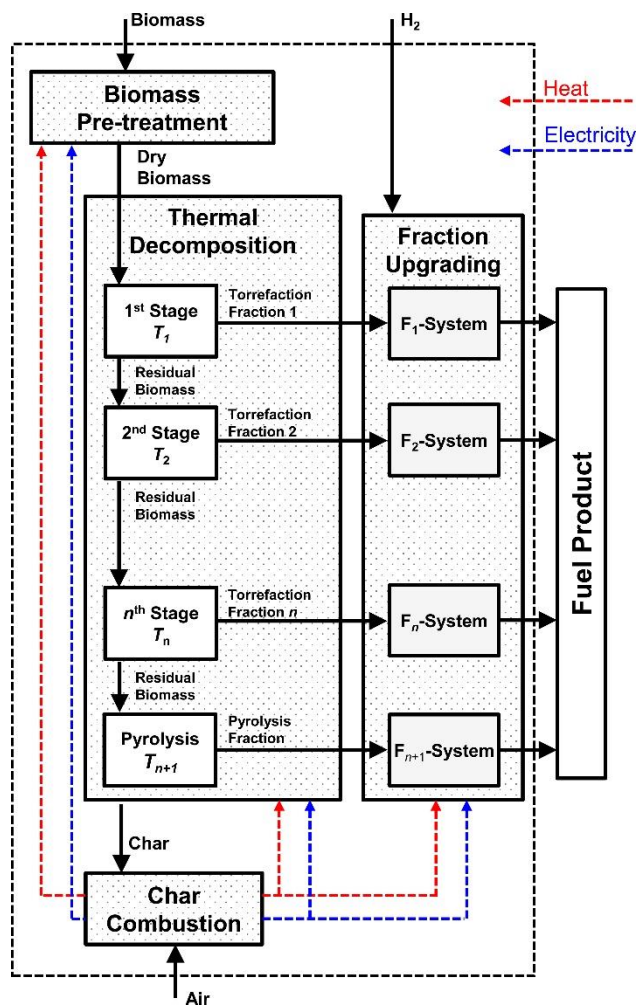 Biomass
H2
Biomass
Pre-treatment
Heat
Electricity
Dry
Biomass
Thermal
Decomposition
Fraction
Upgrading
1st Stage
T1
Torrefaction
Fraction 1
F1-System
Residual
Biomass
2nd Stage
T2
Torrefaction
Fraction 2
F2-System
Residual
Biomass
Fuel Product
nth Stage
Tn
Torrefaction
Fraction n
Fn-System
Residual
Biomass
Pyrolysis
Tn+1
Pyrolysis
Fraction
Fn+1-System
Char
Char
Combustion
Air